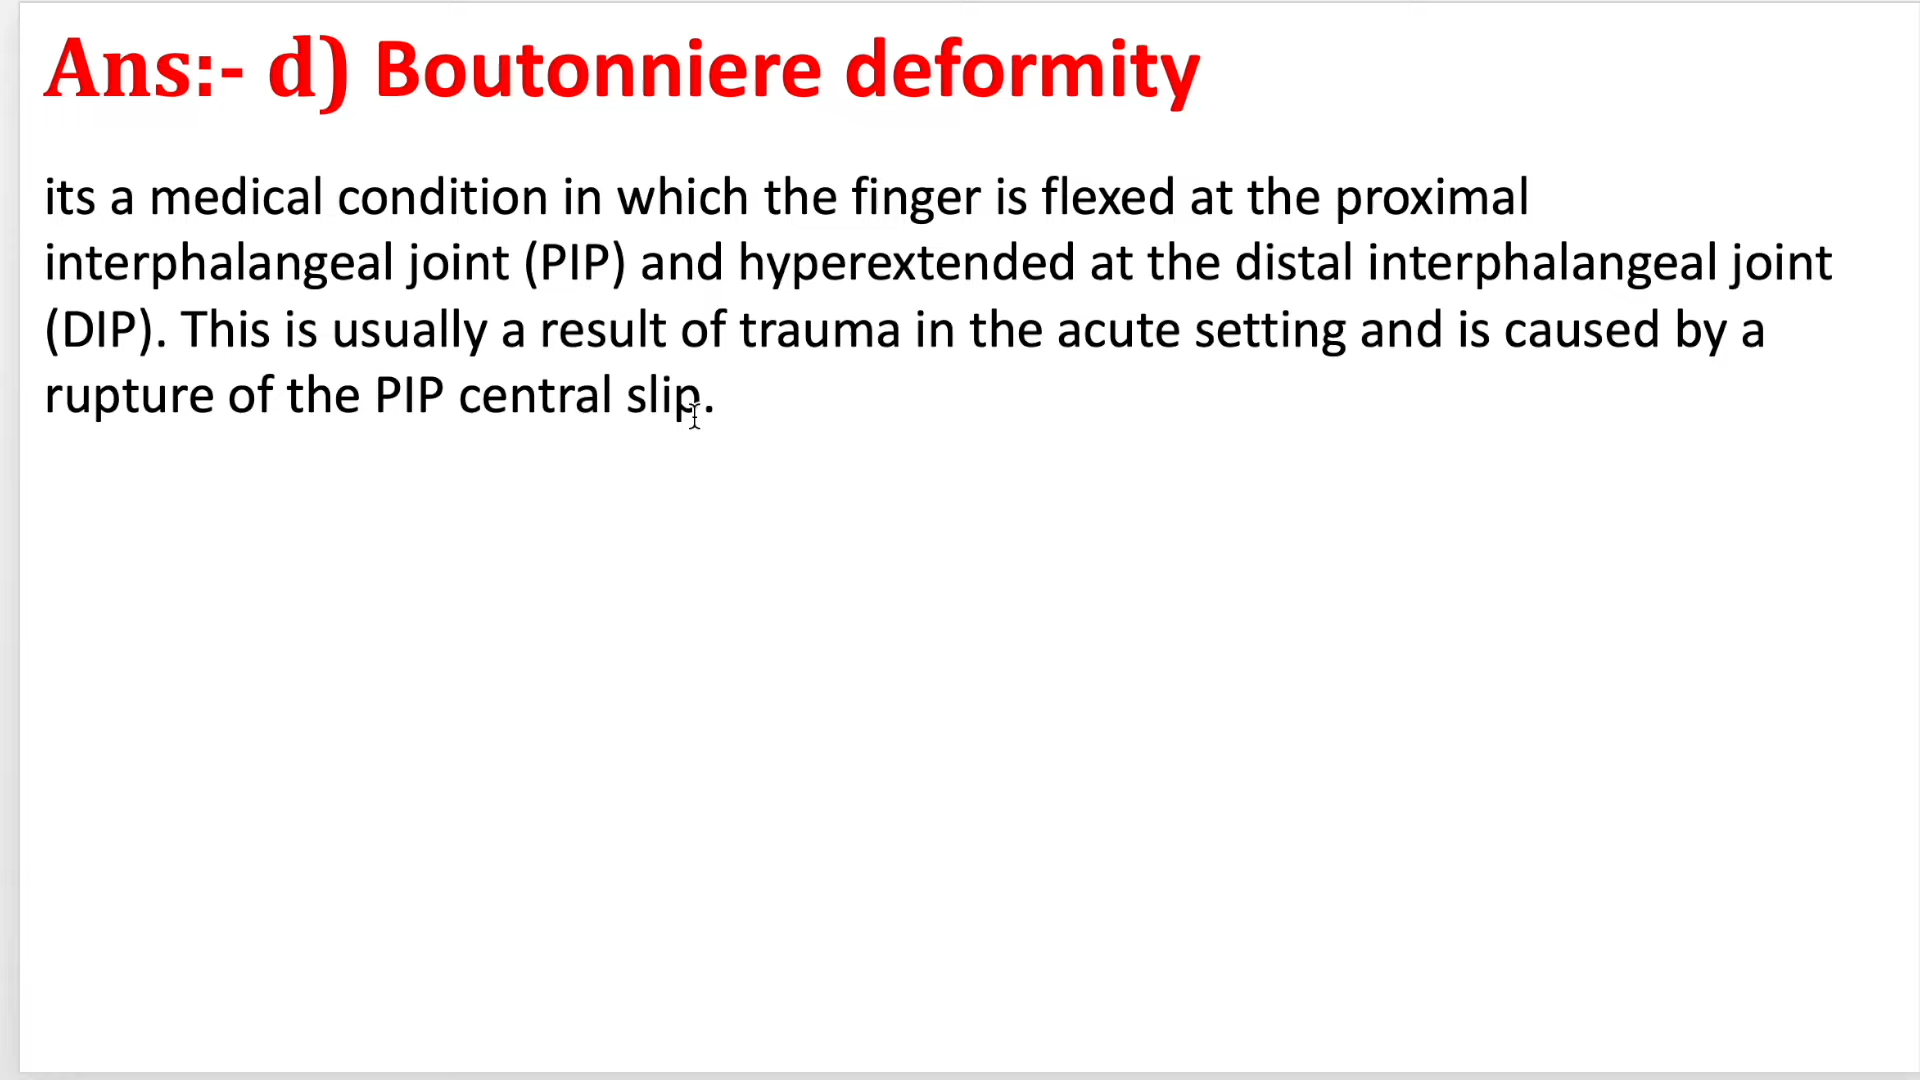 Ans:- d) Boutonniere deformity
its a medical condition in which the finger is flexed at the proximal
interphalangeal joint (PIP) and hyperextended at the distal interphalangeal joint
(DIP). This is usually a result of trauma in the acute setting and is caused by a
rupture of the PIP central slip.